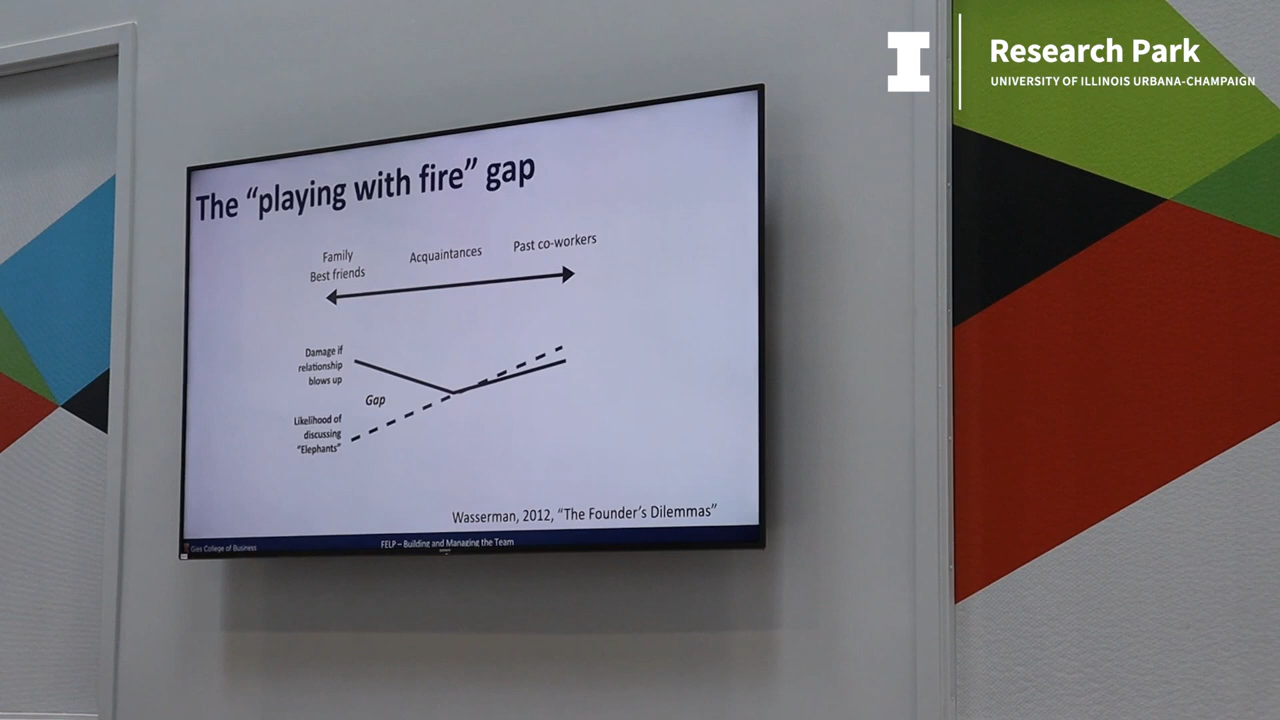 I
Research Park
UNIVERSITY OF ILLINOIS URBANA-CHAMPAIGN
The “playing with fire” gap
Family
Best friends
Acquaintances
Past co-workers
Damage if
relationship
blows up
Gap
Likelihood of
discussing
“Elephants”
Wasserman, 2012, “The Founder’s Dilemmas”
Gies College of Business
FELP – Building and Managing the Team